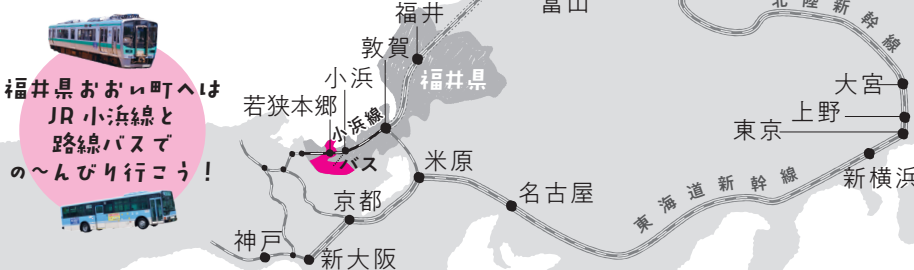 福井県おおい町へは
JR 小浜線と
路線バスで
の〜んびり行こう！
福井
敦賀
小浜
若狭本郷
小浜線
バス
福井県
富山
北陸新幹線
大宮
上野
東京
新横浜
東海道新幹線
名古屋
米原
京都
神戸
新大阪